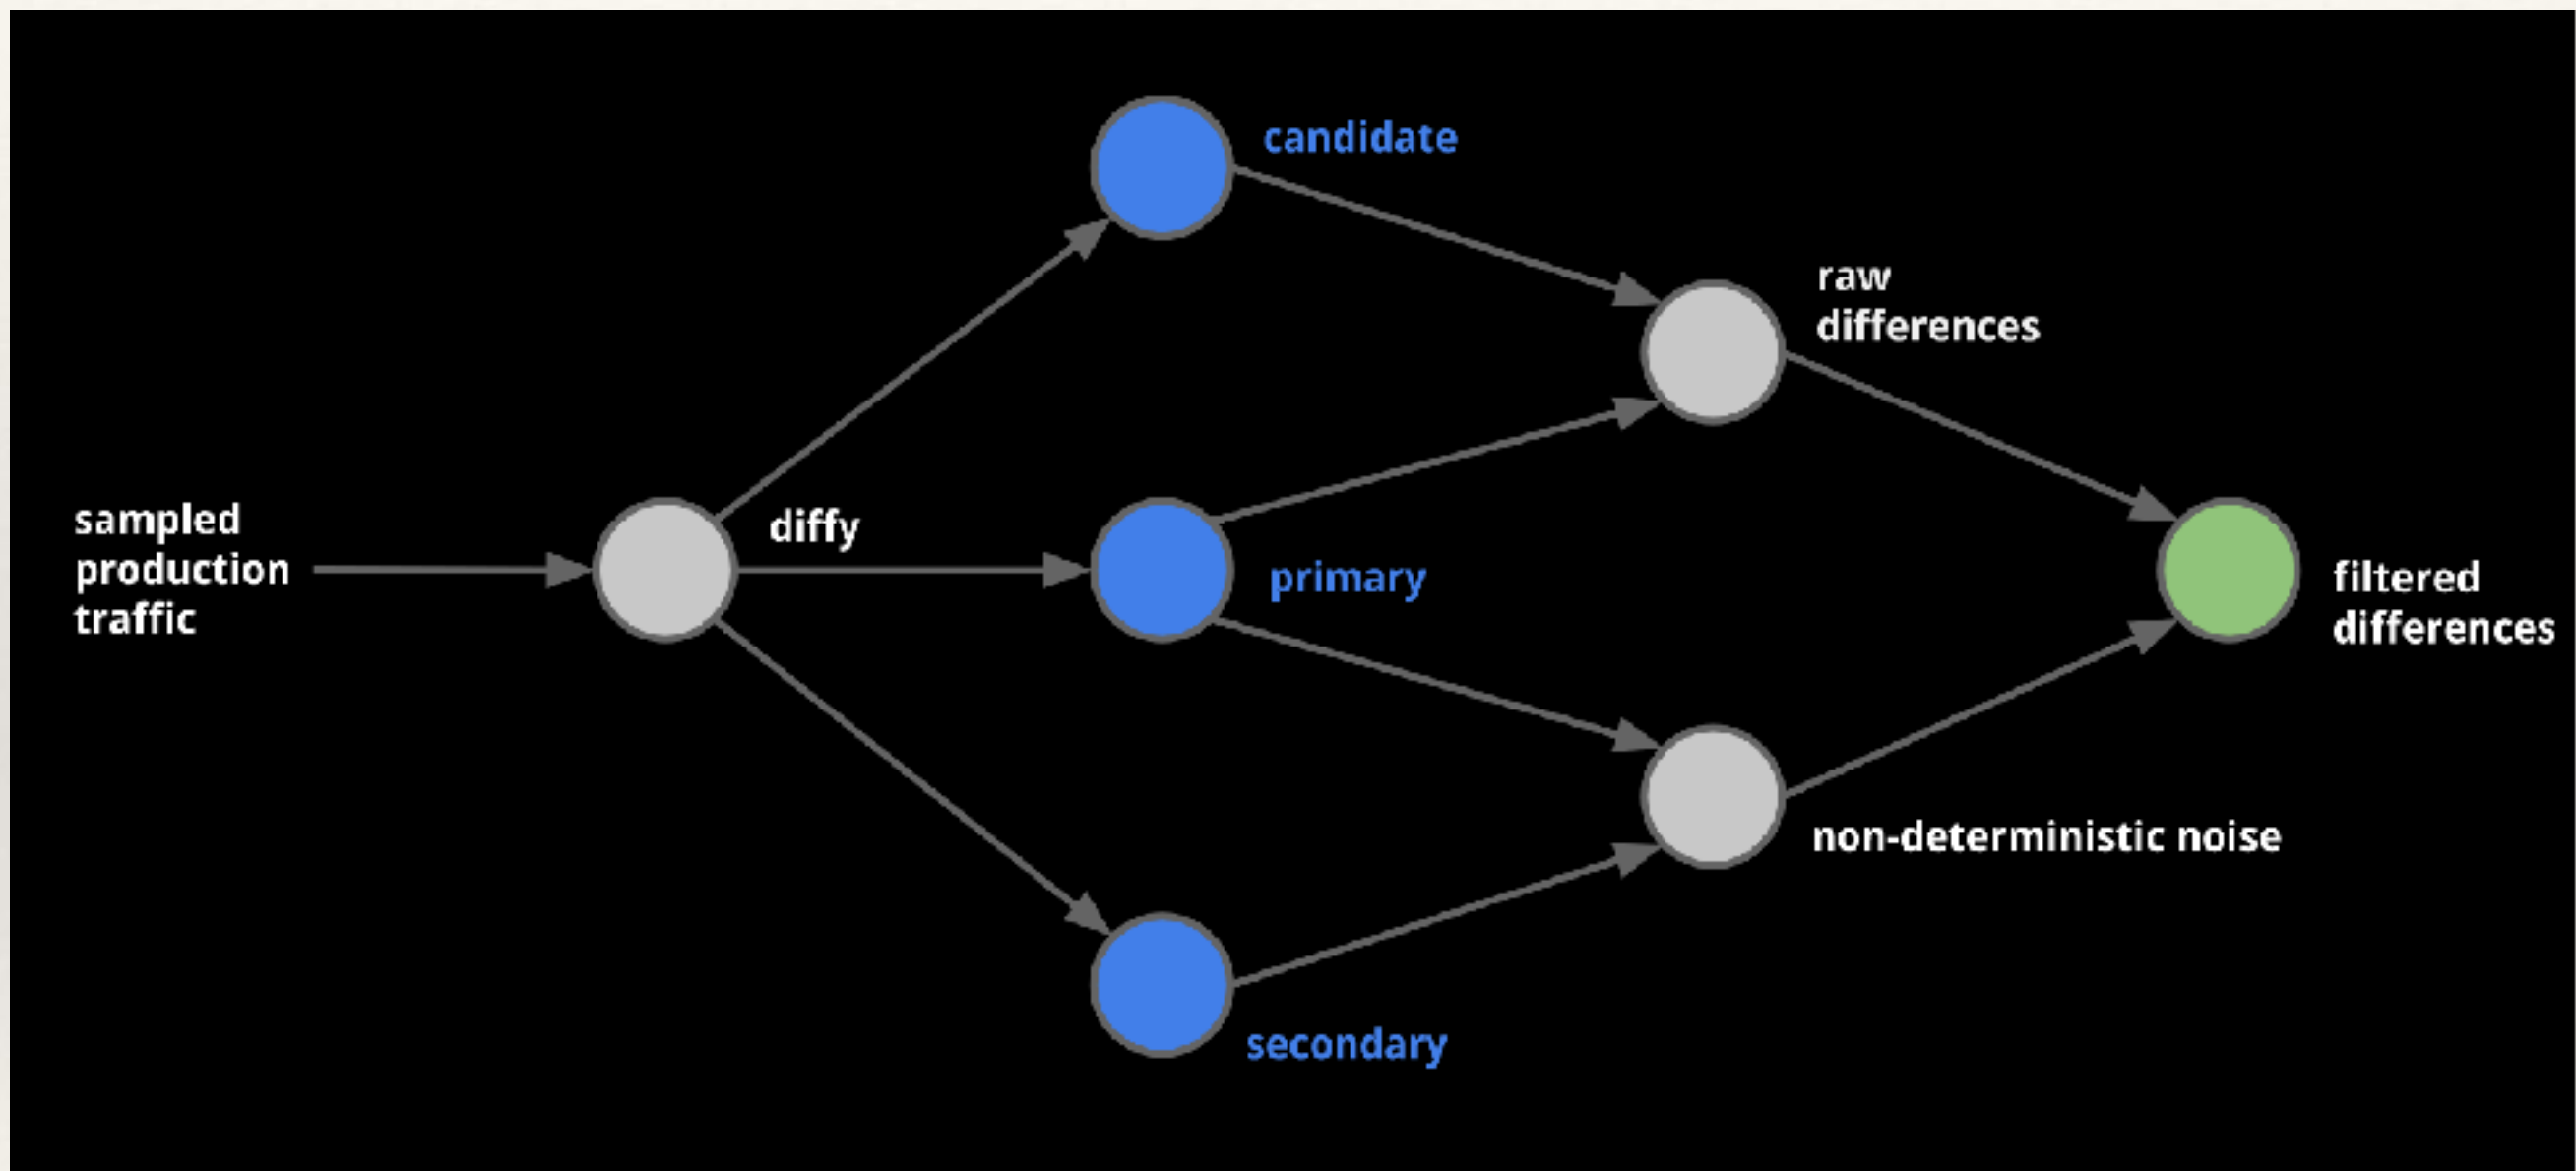 candidate
raw
differences
sampled
production
traffic
diffy
primary
filtered
differences
non-deterministic noise
secondary